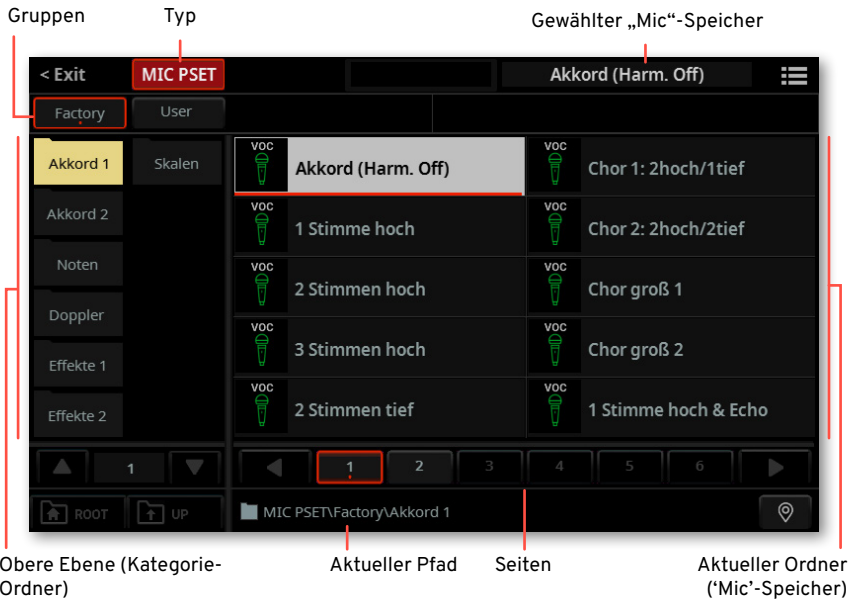 Gruppen Typ Gewählter „Mic“-Speicher
< Exit MIC PSET Akkord (Harm. Off)
Factory User
Akkord 1 Skalen VOC Akkord (Harm. Off) VOC Chor 1: 2hoch/1tief
Akkord 2 VOC 1 Stimme hoch VOC Chor 2: 2hoch/2tief
Noten VOC 2 Stimmen hoch VOC Chor groß 1
Doppler VOC 3 Stimmen hoch VOC Chor groß 2
Effekte 1
Effekte 2 VOC 2 Stimmen tief VOC 1 Stimme hoch & Echo
1 1 2 3 4 5 6
ROOT UP MIC PSET\Factory\Akkord 1
Obere Ebene (Kategorie- Aktueller Pfad Seiten Aktueller Ordner
Ordner) (‘Mic’-Speicher)